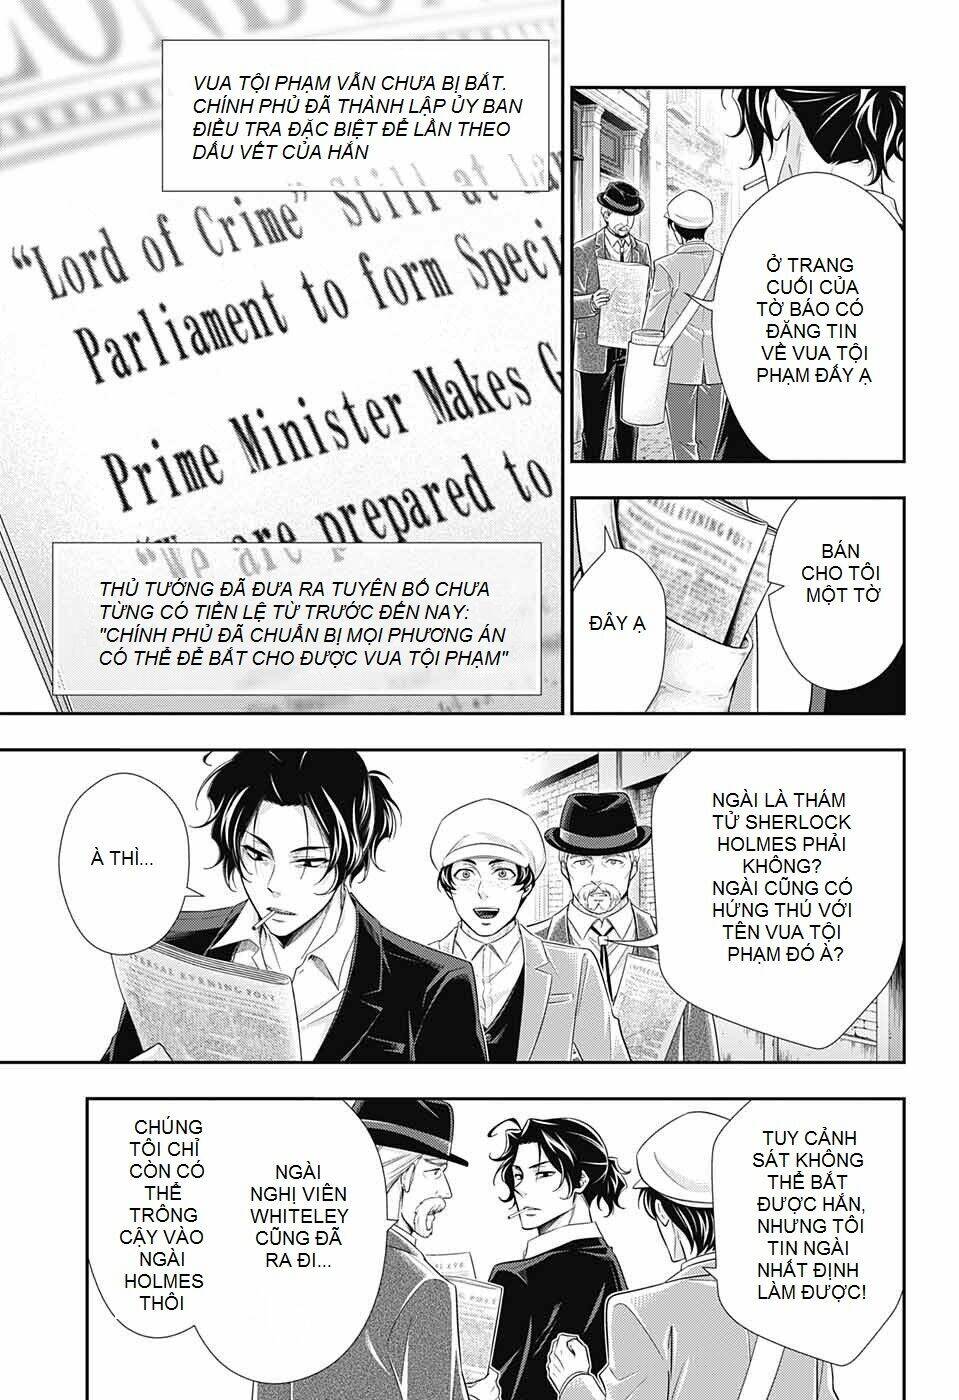 Ở TRANG
CUỐI CỦA
TỜ BÁO CÓ
ĐĂNG TIN
VỀ VUA TỘI
PHẠM ĐẤY Ạ
VUA TỘI PHẠM VẪN CHƯA BỊ BẮT.
CHÍNH PHỦ ĐÃ THÀNH LẬP ỦY BAN
ĐIỀU TRA ĐẶC BIỆT ĐỂ LẦN THEO
DẤU VẾT CỦA HẮN
"Lord of Crime" Still at
Parliament to form
Prime Minister Makes
are prepared to
THỦ TƯỚNG ĐÃ ĐƯA RA TUYÊN BỐ CHƯA
TỪNG CÓ TIỀN LỆ TỪ TRƯỚC ĐẾN NAY:
"CHÍNH PHỦ ĐÃ CHUẨN BỊ MỌI PHƯƠNG ÁN
CÓ THỂ ĐỂ BẮT CHO ĐƯỢC VUA TỘI PHẠM"
BÁN
CHO TÔI
MỘT TỜ
EVENING POST
ĐÂY Ạ
NGÀI LÀ THÁM
TỬ SHERLOCK
HOLMES PHẢI
KHÔNG?
NGÀI CŨNG CÓ
HỨNG THÚ VỚI
TÊN VUA TỘI
PHẠM ĐÓ À?
À THÌ...
EVENING POST
TUY CẢNH
SÁT KHÔNG
THỂ BẮT
ĐƯỢC HẮN,
NHƯNG TÔI
TIN NGÀI
NHẤT ĐỊNH
LÀM ĐƯỢC!
NGÀI
NGHỊ VIÊN
WHITELEY
CŨNG ĐÃ
RA ĐI...
CHÚNG
TÔI CHỈ
CÒN CÓ
THỂ
TRÔNG
CẬY VÀO
NGÀI
HOLMES
THÔI